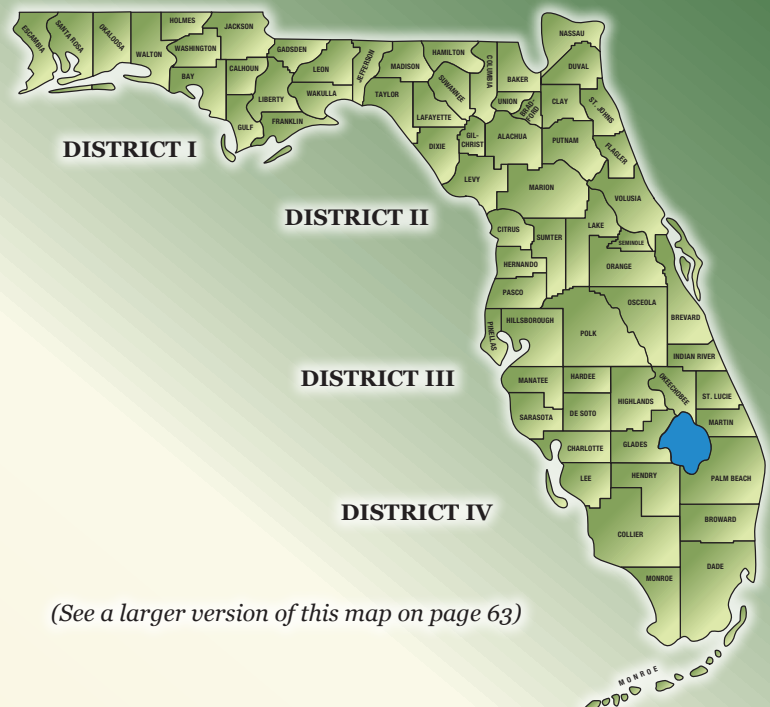 ESCAMBIA
SANTA ROSA
OKALOOSA
WALTON
HOLMES
WASHINGTON
BAY
JACKSON
CALHOUN
GULF
LIBERTY
GADSDEN
FRANKLIN
LEON
WAKULLA
JEFFERSON
MADISON
TAYLOR
HAMILTON
SUWANNEE
LAFAYETTE
DIXIE
COLUMBIA
GIL-
CHRIST
LEVY
BAKER
UNION
BRAD-
FORD
ALACHUA
NASSAU
DUVAL
CLAY
ST. JOHNS
PUTNAM
FLAGLER
MARION
VOLUSIA
CITRUS
SUMTER
LAKE
SEMINOLE
HERNANDO
ORANGE
PASCO
OSCEOLA
BREVARD
PINELLAS
HILLSBOROUGH
POLK
INDIAN RIVER
MANATEE
HARDEE
HIGHLANDS
OKEECHOBEE
ST. LUCIE
SARASOTA
DE SOTO
MARTIN
CHARLOTTE
GLADES
LEE
HENDRY
PALM BEACH
COLLIER
BROWARD
MONROE
DADE
MONROE
DISTRICT I
DISTRICT II
DISTRICT III
DISTRICT IV
(See a larger version of this map on page 63)